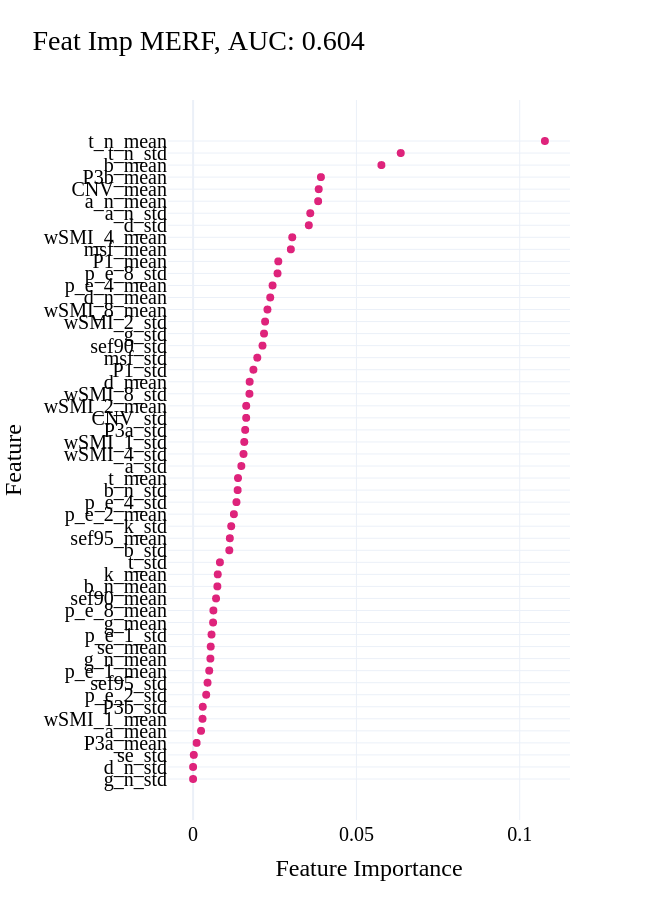 Feat Imp MERF, AUC: 0.604
t_n_mean
t_n_std
b_mean
P3b_mean
CNV_mean
a_n_mean
a_n_std
d_std
wSMI_4_mean
msf_mean
P1_mean
p_e_8_std
p_e_4_mean
d_n_mean
wSMI_8_mean
wSMI_2_std
g_std
sef90_std
msf_std
P1_std
d_mean
wSMI_8_std
wSMI_2_mean
CNV_std
P3a_std
wSMI_1_std
wSMI_4_std
a_std
t_mean
b_n_std
p_e_4_std
p_e_2_mean
k_std
sef95_mean
b_std
t_std
k_mean
b_n_mean
sef90_mean
p_e_8_mean
g_mean
p_e_1_std
se_mean
g_n_mean
p_e_1_mean
sef95_std
p_e_2_std
P3b_std
wSMI_1_mean
a_mean
P3a_mean
se_std
d_n_std
g_n_std
Feature
0 0.05 0.1
Feature Importance